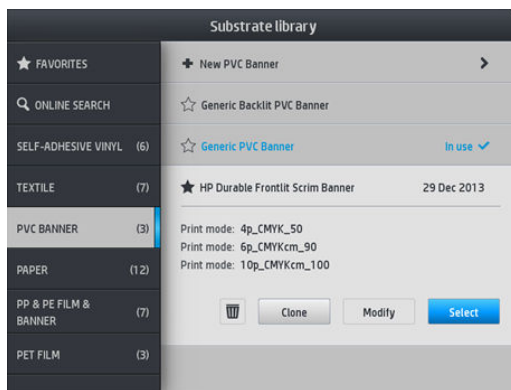 Substrate library
FAVORITES
ONLINE SEARCH
SELF-ADHESIVE VINYL (6)
TEXTILE (7)
PVC BANNER (3)
PAPER (12)
PP & PE FILM &
BANNER (7)
PET FILM (3)
New PVC Banner
Generic Backlit PVC Banner
Generic PVC Banner In use
HP Durable Frontlit Scrim Banner 29 Dec 2013
Print mode: 4p_CMYK_50
Print mode: 6p_CMYKcm_90
Print mode: 10p_CMYKcm_100
Clone Modify Select